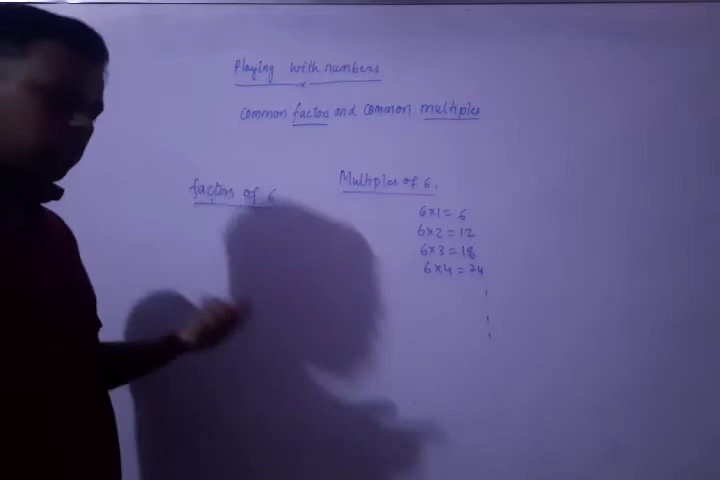 Playing with numbers
Common factors and common multiples
factors of 6
Multiples of 6.
6×1= 6
6×2 = 12
6×3 = 18
6×4 = 24